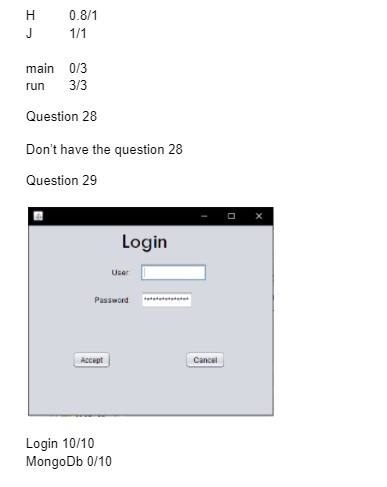 H 0.8/1
J 1/1
main 0/3
run 3/3
Question 28
Don't have the question 28
Question 29
Login
User:
Password:
*************
Accept Cancel
Login 10/10
MongoDb 0/10